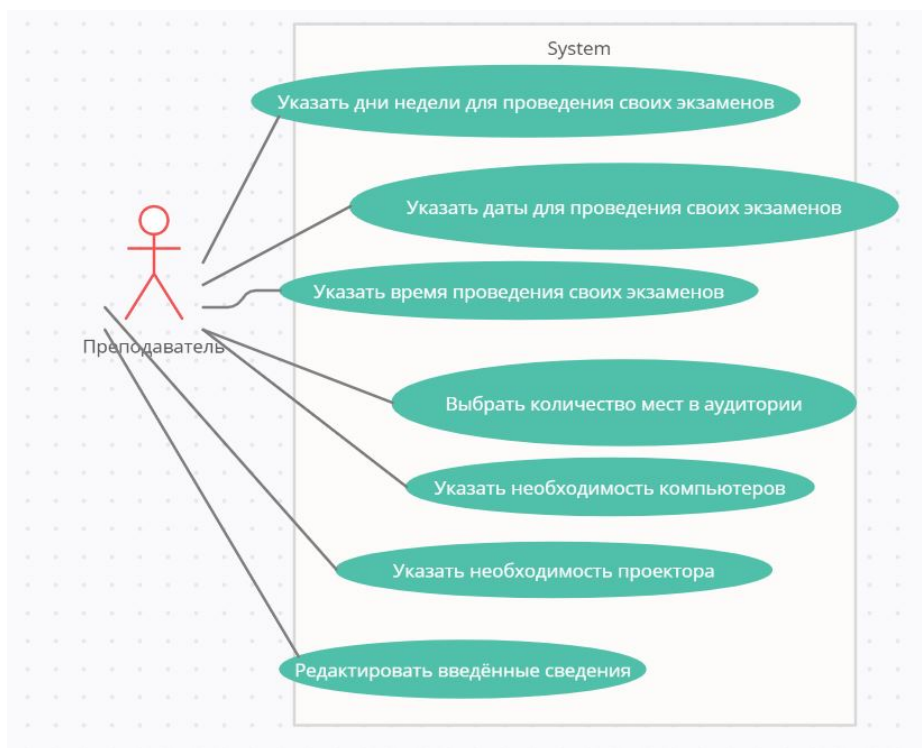 System
Указать дни недели для проведения своих экзаменов
Указать даты для проведения своих экзаменов
Указать время проведения своих экзаменов
Преподаватель
Выбрать количество мест в аудитории
Указать необходимость компьютеров
Указать необходимость проектора
Редактировать введённые сведения